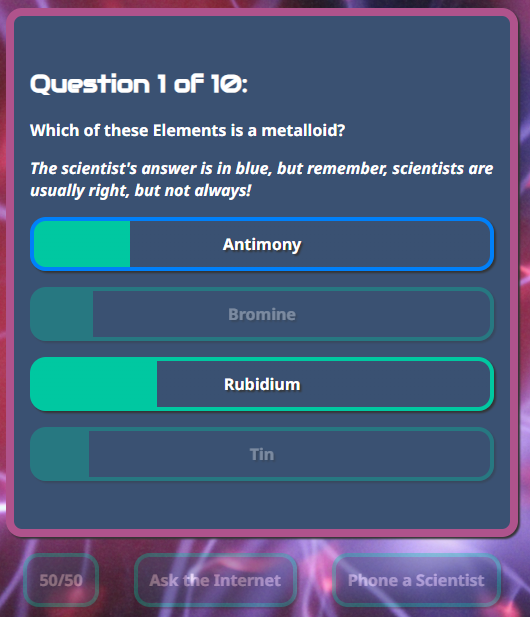 Question 1 of 10:
Which of these Elements is a metalloid?
The scientist's answer is in blue, but remember, scientists are
usually right, but not always!
Antimony
Bromine
Rubidium
Tin
50/50 Ask the Internet Phone a Scientist